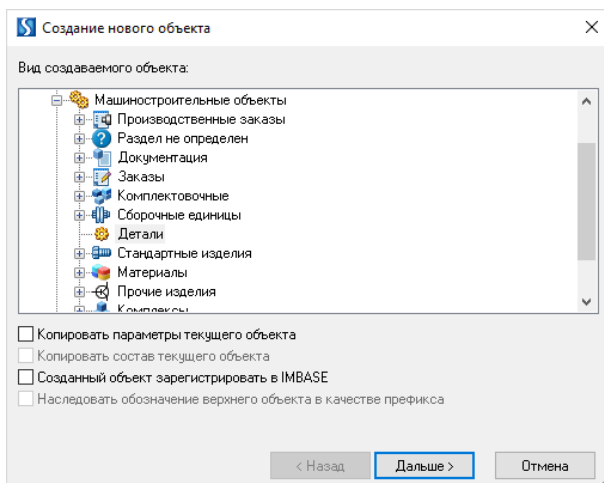 Создание нового объекта
Вид создаваемого объекта:
Машиностроительные объекты
Производственные заказы
Раздел не определен
Документация
Заказы
Комплектовочные
Сборочные единицы
Детали
Стандартные изделия
Материалы
Прочие изделия
Комплексы
Копировать параметры текущего объекта
Копировать состав текущего объекта
Созданный объект зарегистрировать в IMBASE
Наследовать обозначение верхнего объекта в качестве префикса
< Назад Дальше > Отмена